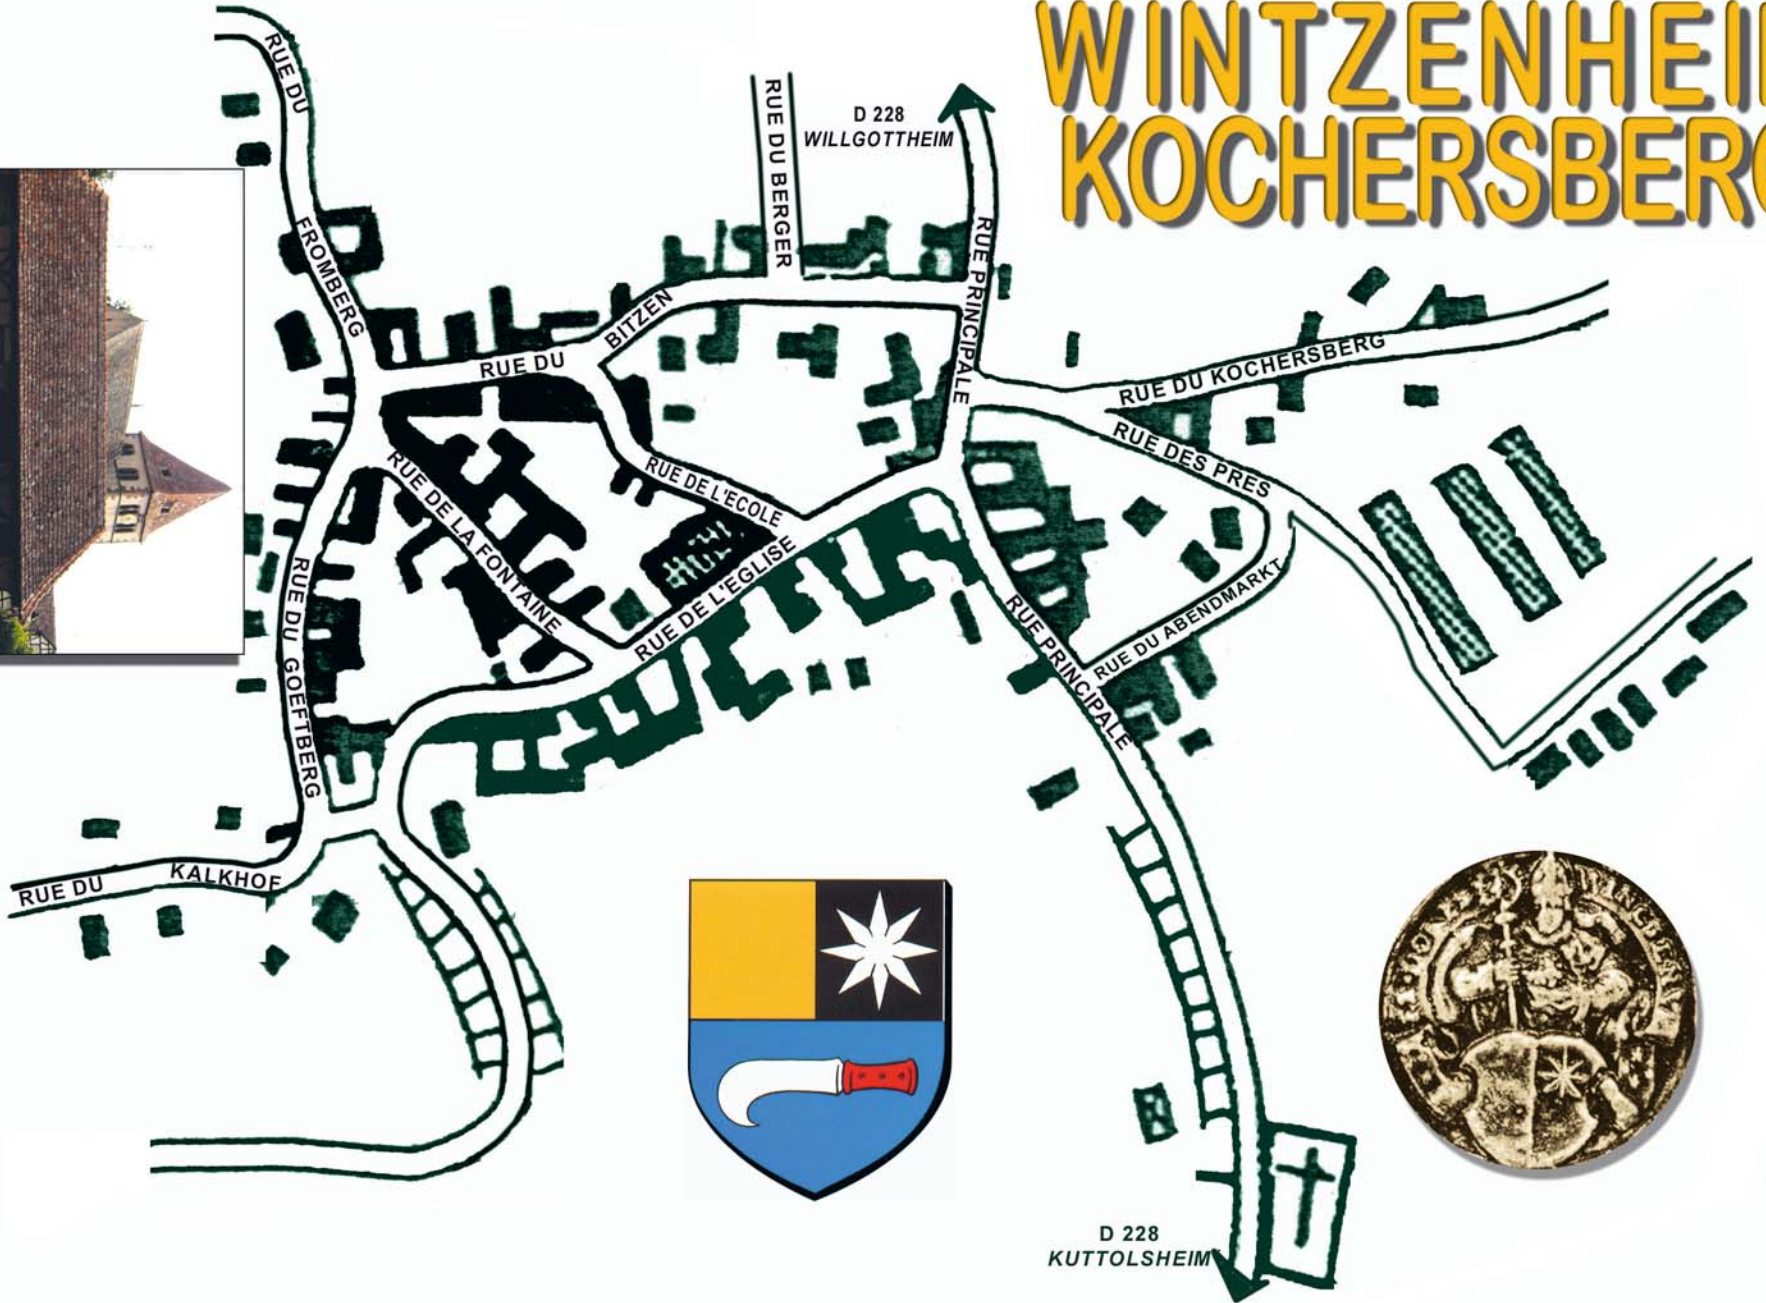 WINTZENHEI
KOCHERSBERG
RUE DU
FROMBERG
RUE DU BERGER
D 228
WILLGOTTHEIM
RUE PRINCIPALE
RUE DU
BITZEN
RUE DU KOCHERSBERG
RUE DES PRES
RUE DE L'ECOLE
RUE DE LA FONTAINE
RUE DE L'EGLISE
RUE DU GOEFTBERG
RUE DU ABENDMARKT
RUE PRINCIPALE
RUE DU
KALKHOF
D 228
KUTTOLSHEIM